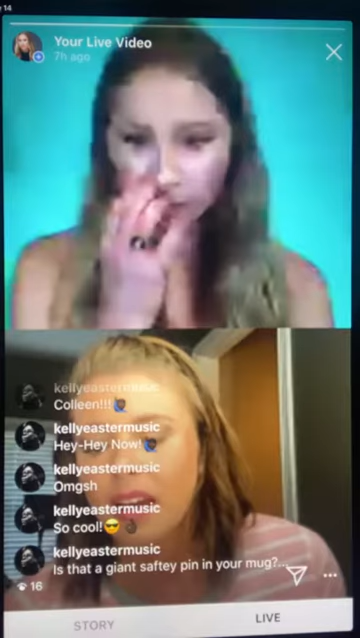 14
Your Live Video
7h ago
kellyeastermusic
Colleen!!!
kellyeastermusic
Hey-Hey Now!
kellyeastermusic
Omgsh
kellyeastermusic
So cool!
kellyeastermusic
Is that a giant saftey pin in your mug?...
16
STORY
LIVE